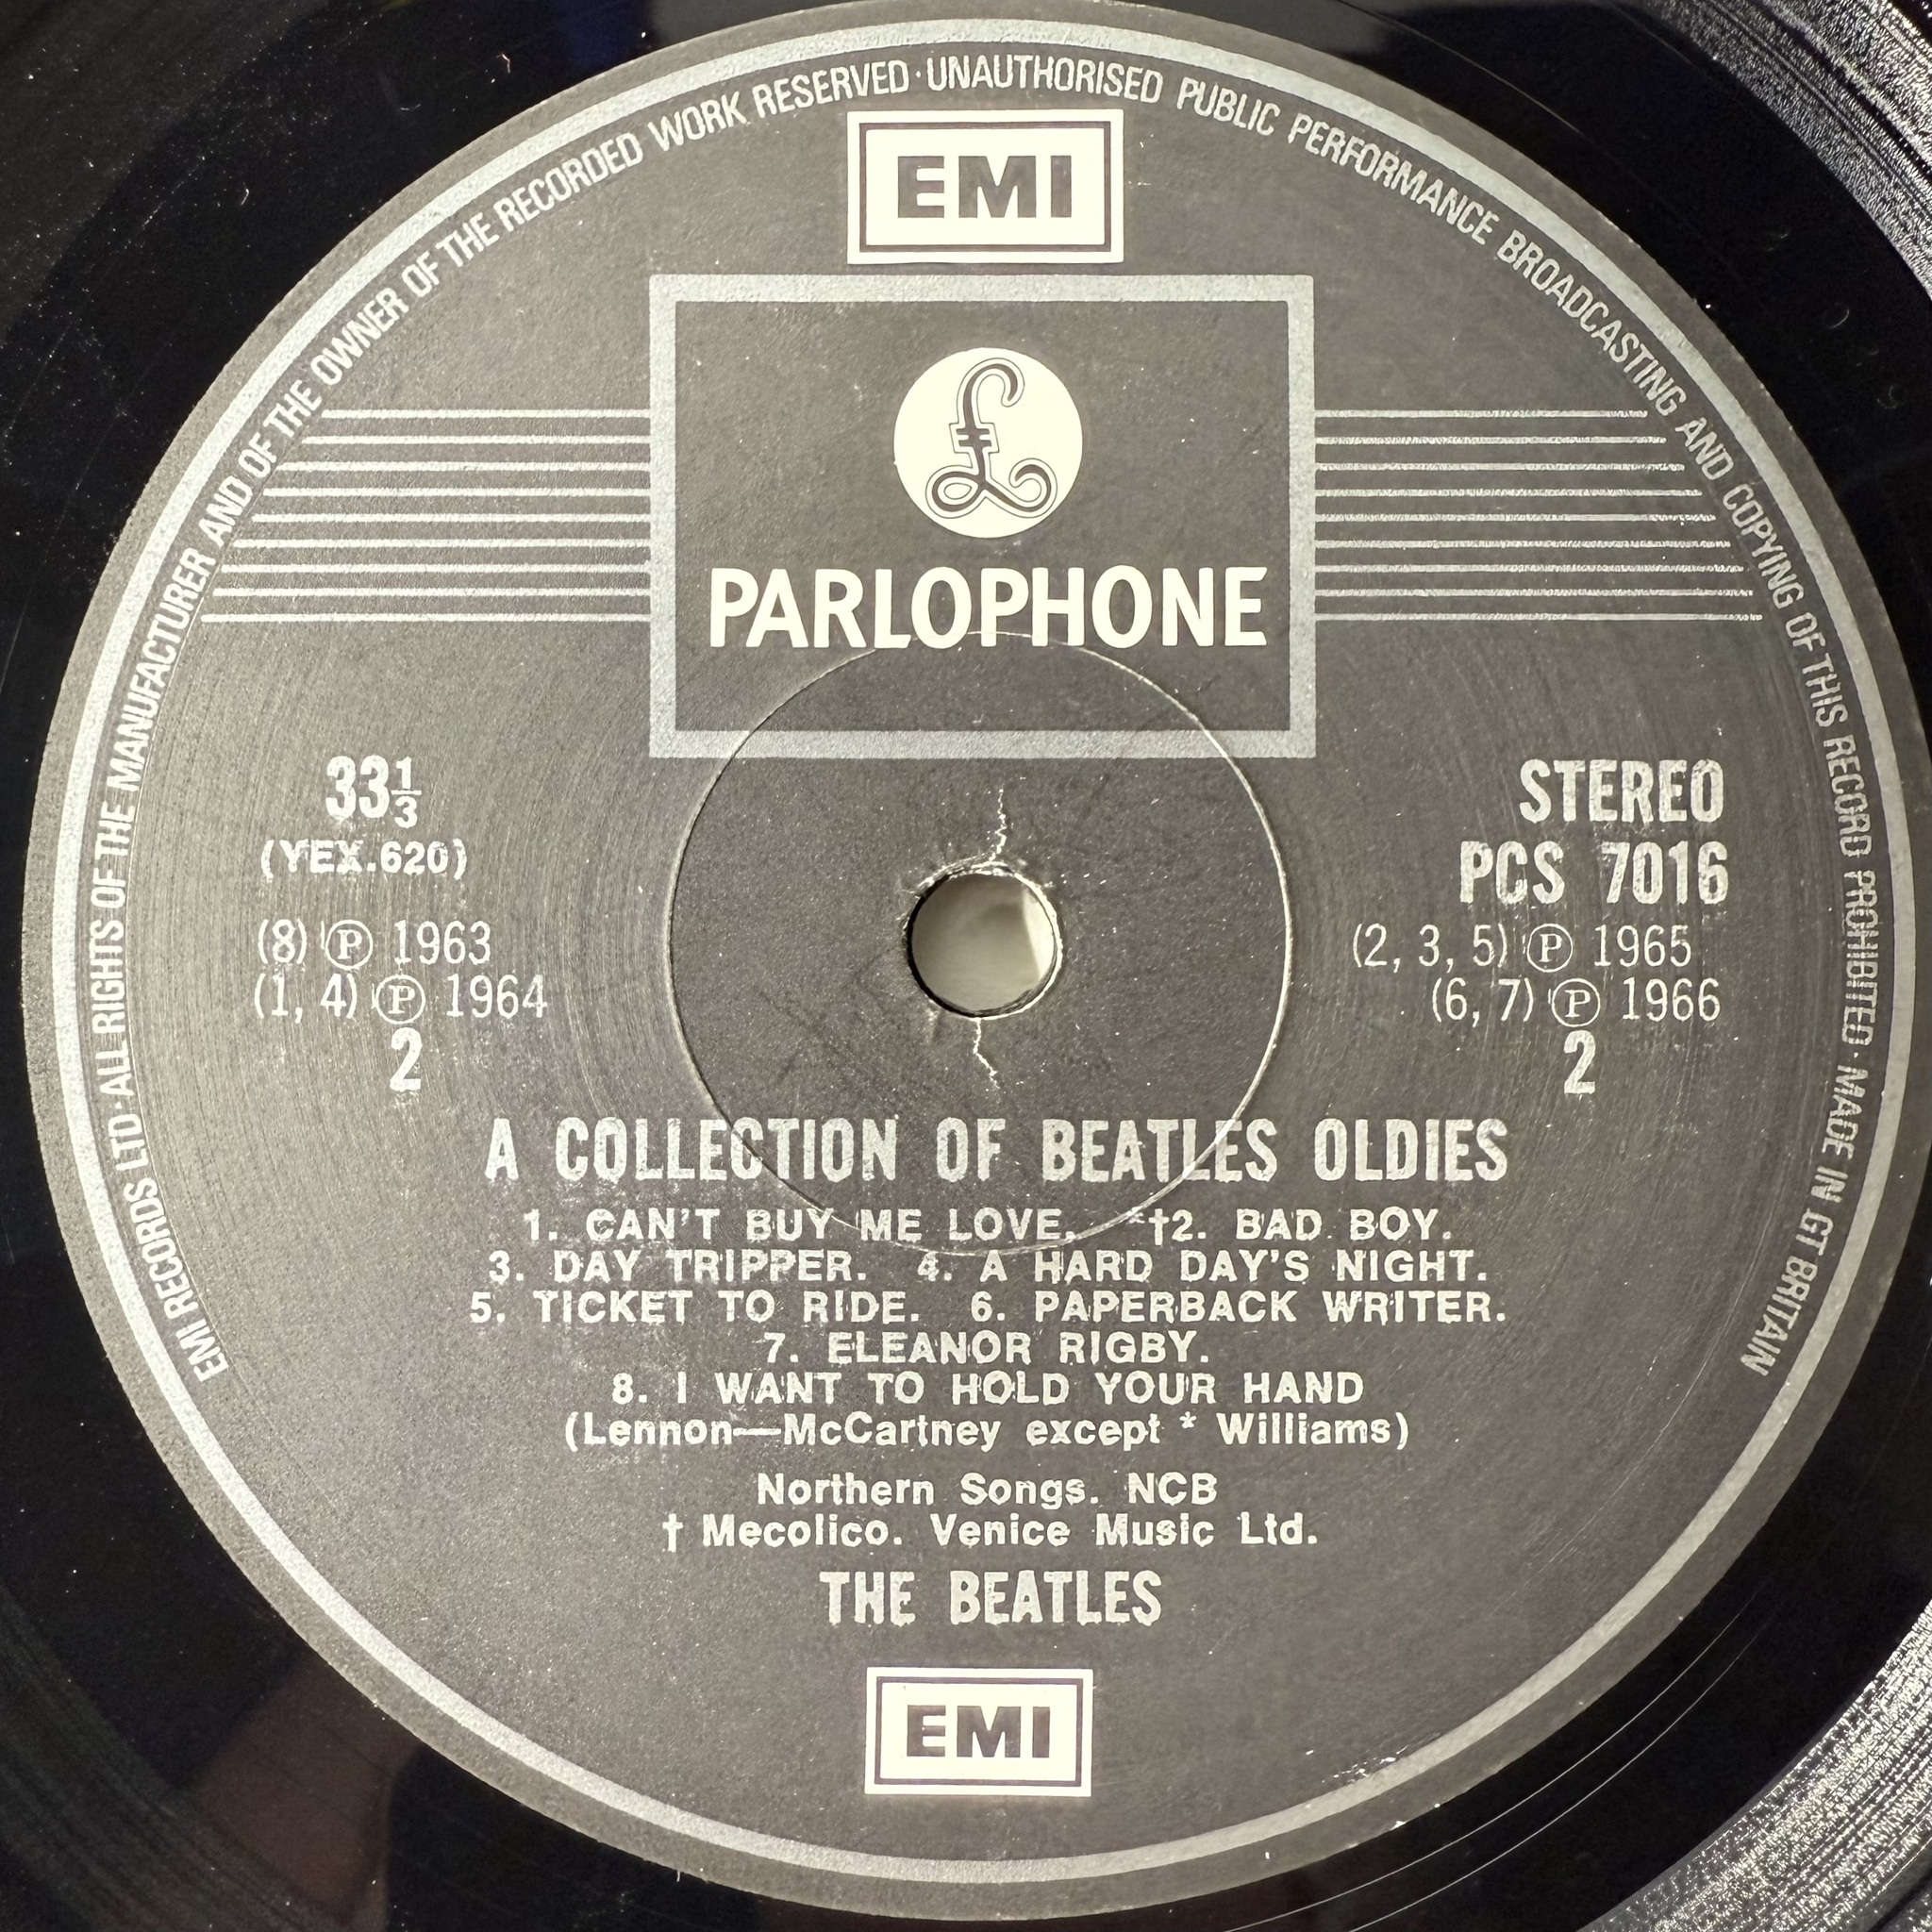 EMI RECORDS LTD·ALL RIGHTS OF THE MANUFACTURER AND OF THE OWNER OF THE RECORDED WORK RESERVED·UNAUTHORISED PUBLIC PERFORMANCE BROADCASTING AND COPYING OF THIS RECORD PROHIBITED·MADE IN GT BRITAIN
EMI
£
PARLOPHONE
33⅓
(YEX.620)
(8) Ⓟ 1963
(1, 4) Ⓟ 1964
2
STEREO
PCS 7016
(2, 3, 5) Ⓟ 1965
(6, 7) Ⓟ 1966
2
A COLLECTION OF BEATLES OLDIES
1. CAN'T BUY ME LOVE. *†2. BAD BOY.
3. DAY TRIPPER. 4. A HARD DAY'S NIGHT.
5. TICKET TO RIDE. 6. PAPERBACK WRITER.
7. ELEANOR RIGBY.
8. I WANT TO HOLD YOUR HAND
(Lennon—McCartney except * Williams)
Northern Songs. NCB
† Mecolico. Venice Music Ltd.
THE BEATLES
EMI